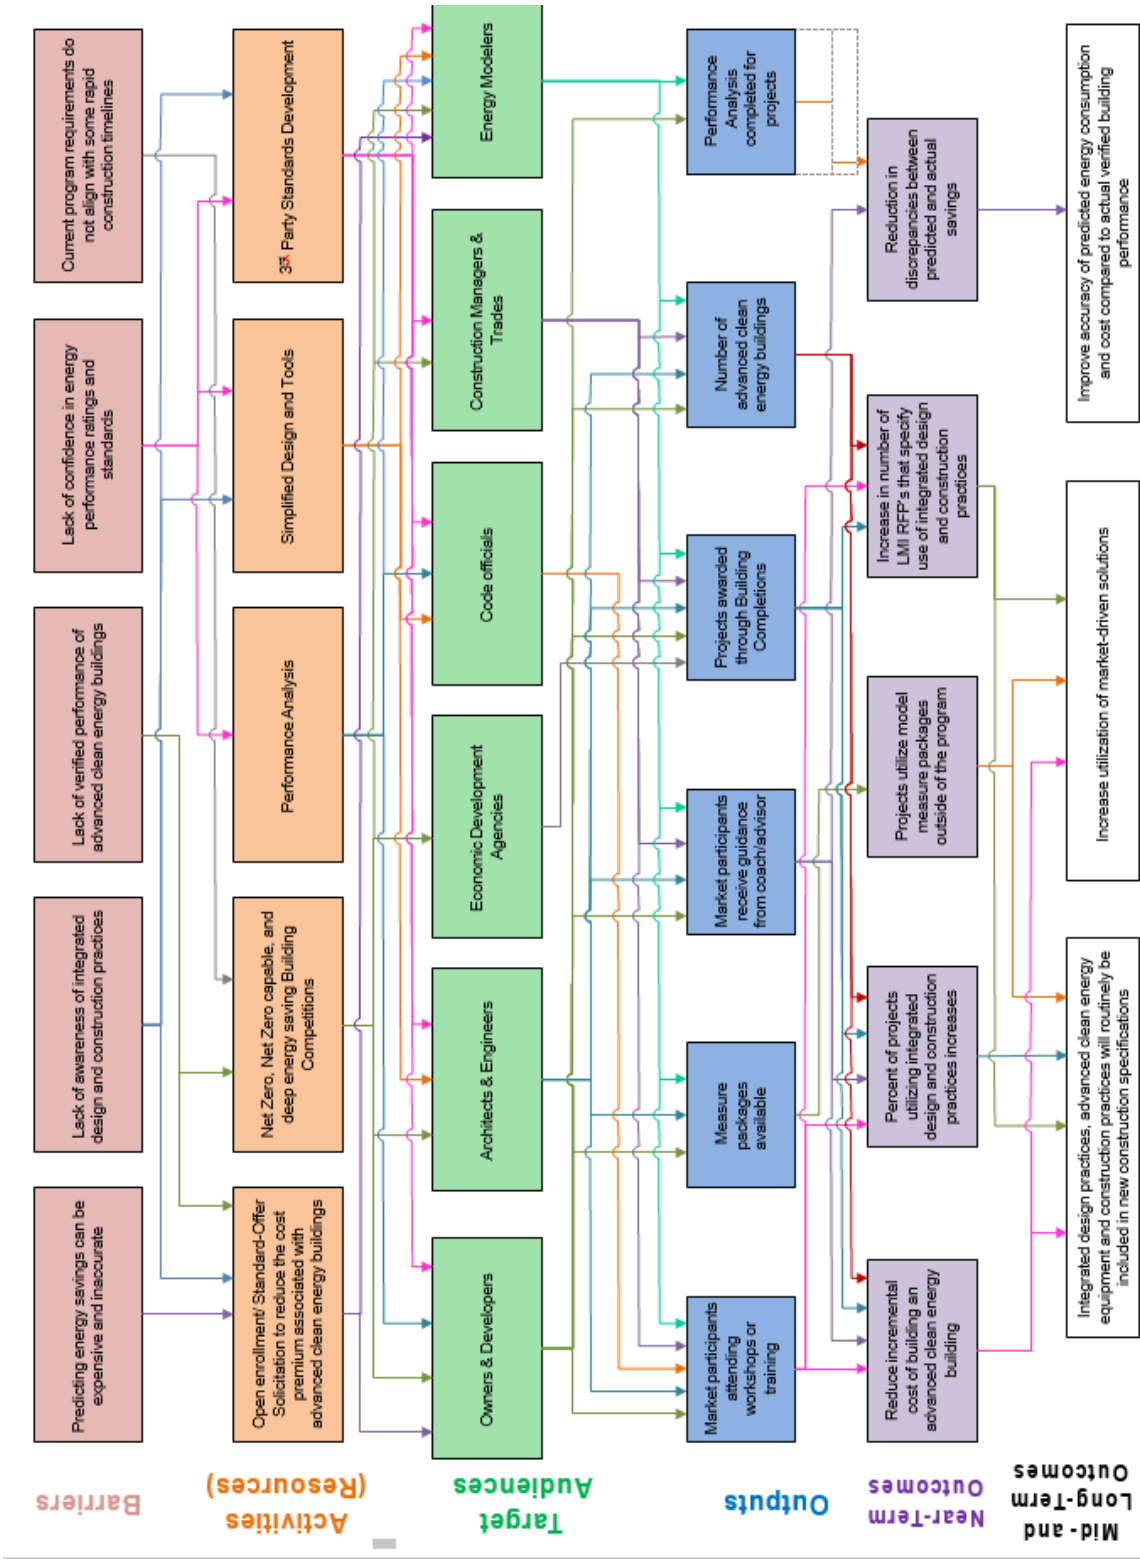 Barriers
Predicting energy savings can be
expensive and inaccurate
Lack of awareness of integrated
design and construction practices
Lack of verified performance of
advanced clean energy buildings
Lack of confidence in energy
performance ratings and
standards
Current program requirements do
not align with some rapid
construction timelines
Activities
(Resources)
Open enrollment/ Standard-Offer
Solicitation to reduce the cost
premium associated with
advanced clean energy buildings
Net Zero, Net Zero capable, and
deep energy saving Building
Competitions
Performance Analysis
Simplified Design and Tools
3rd Party Standards Development
Target
Audiences
Owners & Developers
Architects & Engineers
Economic Development
Agencies
Code officials
Construction Managers &
Trades
Energy Modelers
Outputs
Market participants
attending
workshops or
training
Measure
packages
available
Market participants
receive guidance
from coach/advisor
Projects awarded
through Building
Completions
Number of
advanced clean
energy buildings
Performance
Analysis
completed for
projects
Near-Term
Outcomes
Reduce incremental
cost of building an
advanced clean energy
building
Percent of projects
utilizing integrated
design and construction
practices increases
Projects utilize model
measure packages
outside of the program
Increase in number of
LMI RFP's that specify
use of integrated design
and construction
practices
Reduction in
discrepancies between
predicted and actual
savings
Mid- and
Long-Term
Outcomes
Integrated design practices, advanced clean energy
equipment and construction practices will routinely be
included in new construction specifications
Increase utilization of market-driven solutions
Improve accuracy of predicted energy consumption
and cost compared to actual verified building
performance